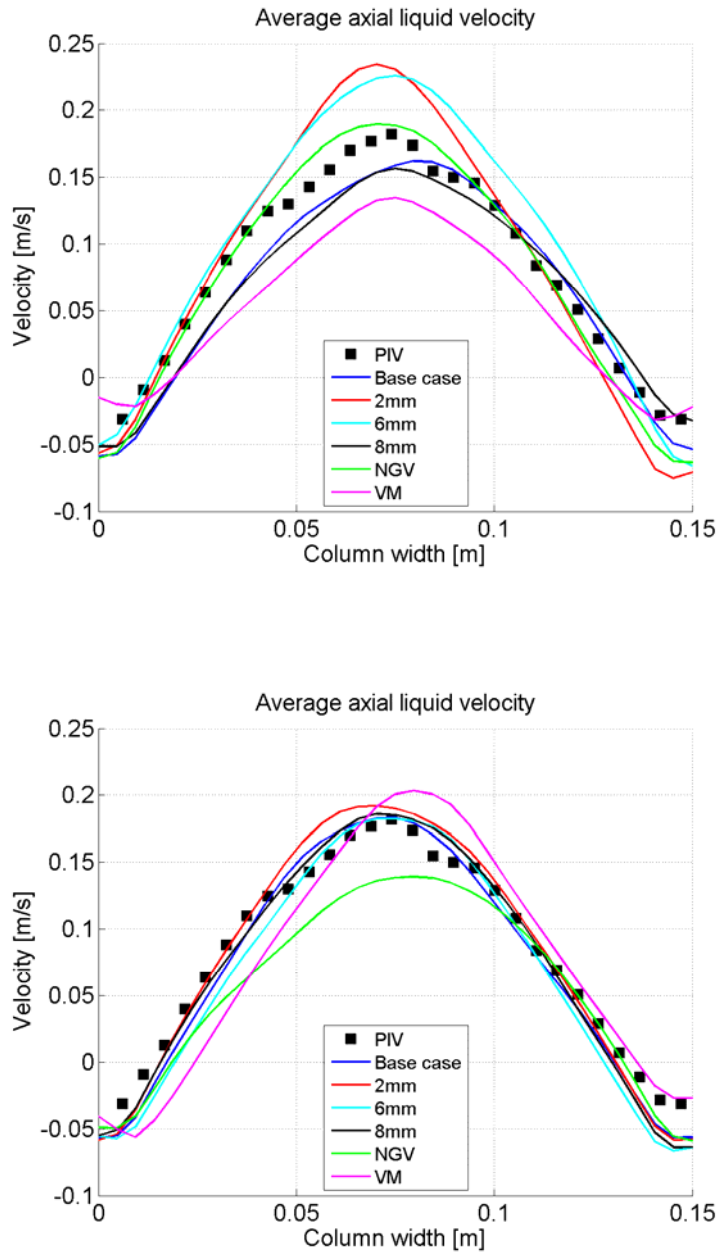 Average axial liquid velocity
0.25
0.2
0.15
0.1
0.05
0
-0.05
-0.1
Velocity [m/s]
PIV
Base case
2mm
6mm
8mm
NGV
VM
0 0.05 0.1 0.15
Column width [m]
Average axial liquid velocity
0.25
0.2
0.15
0.1
0.05
0
-0.05
-0.1
Velocity [m/s]
PIV
Base case
2mm
6mm
8mm
NGV
VM
0 0.05 0.1 0.15
Column width [m]